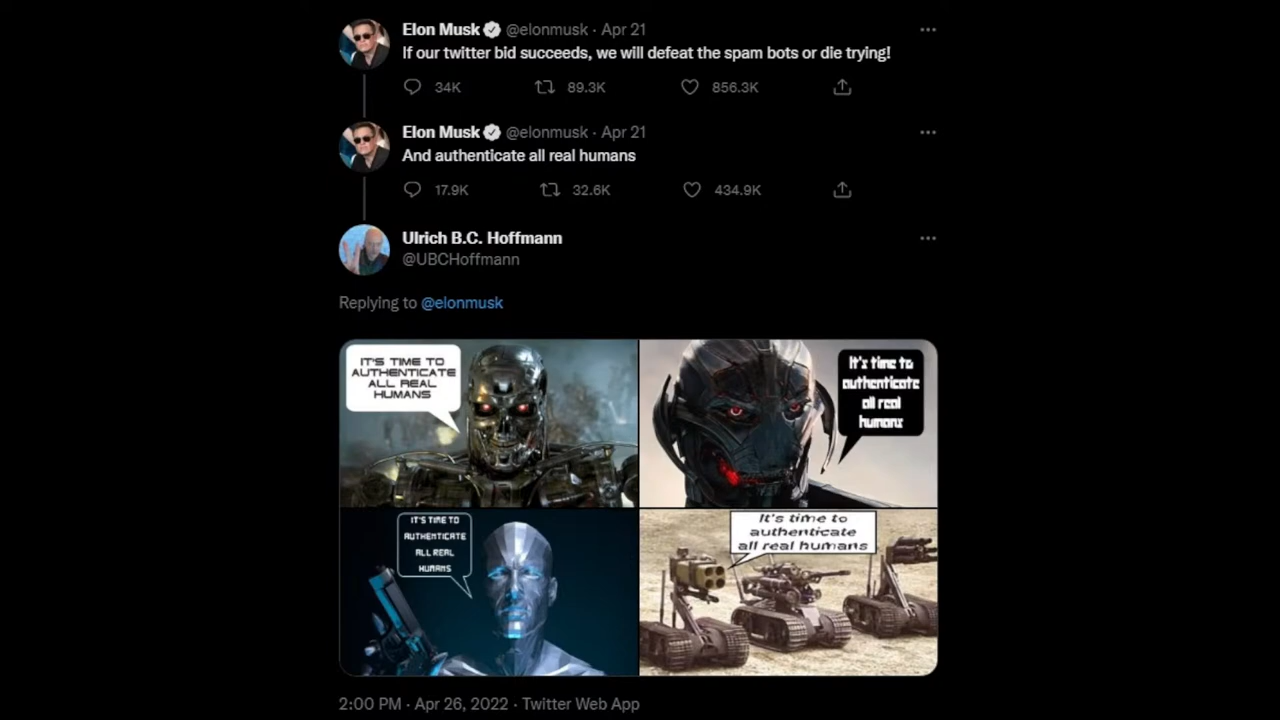 Elon Musk @elonmusk · Apr 21
If our twitter bid succeeds, we will defeat the spam bots or die trying!
34K 89.3K 856.3K
Elon Musk @elonmusk · Apr 21
And authenticate all real humans
17.9K 32.6K 434.9K
Ulrich B.C. Hoffmann
@UBCHoffmann
Replying to @elonmusk
IT'S TIME TO
AUTHENTICATE
ALL REAL
HUMANS
It's time to
authenticate
all real
humans
IT'S TIME TO
AUTHENTICATE
ALL REAL
HUMANS
It's time to
authenticate
all real humans
2:00 PM · Apr 26, 2022 · Twitter Web App